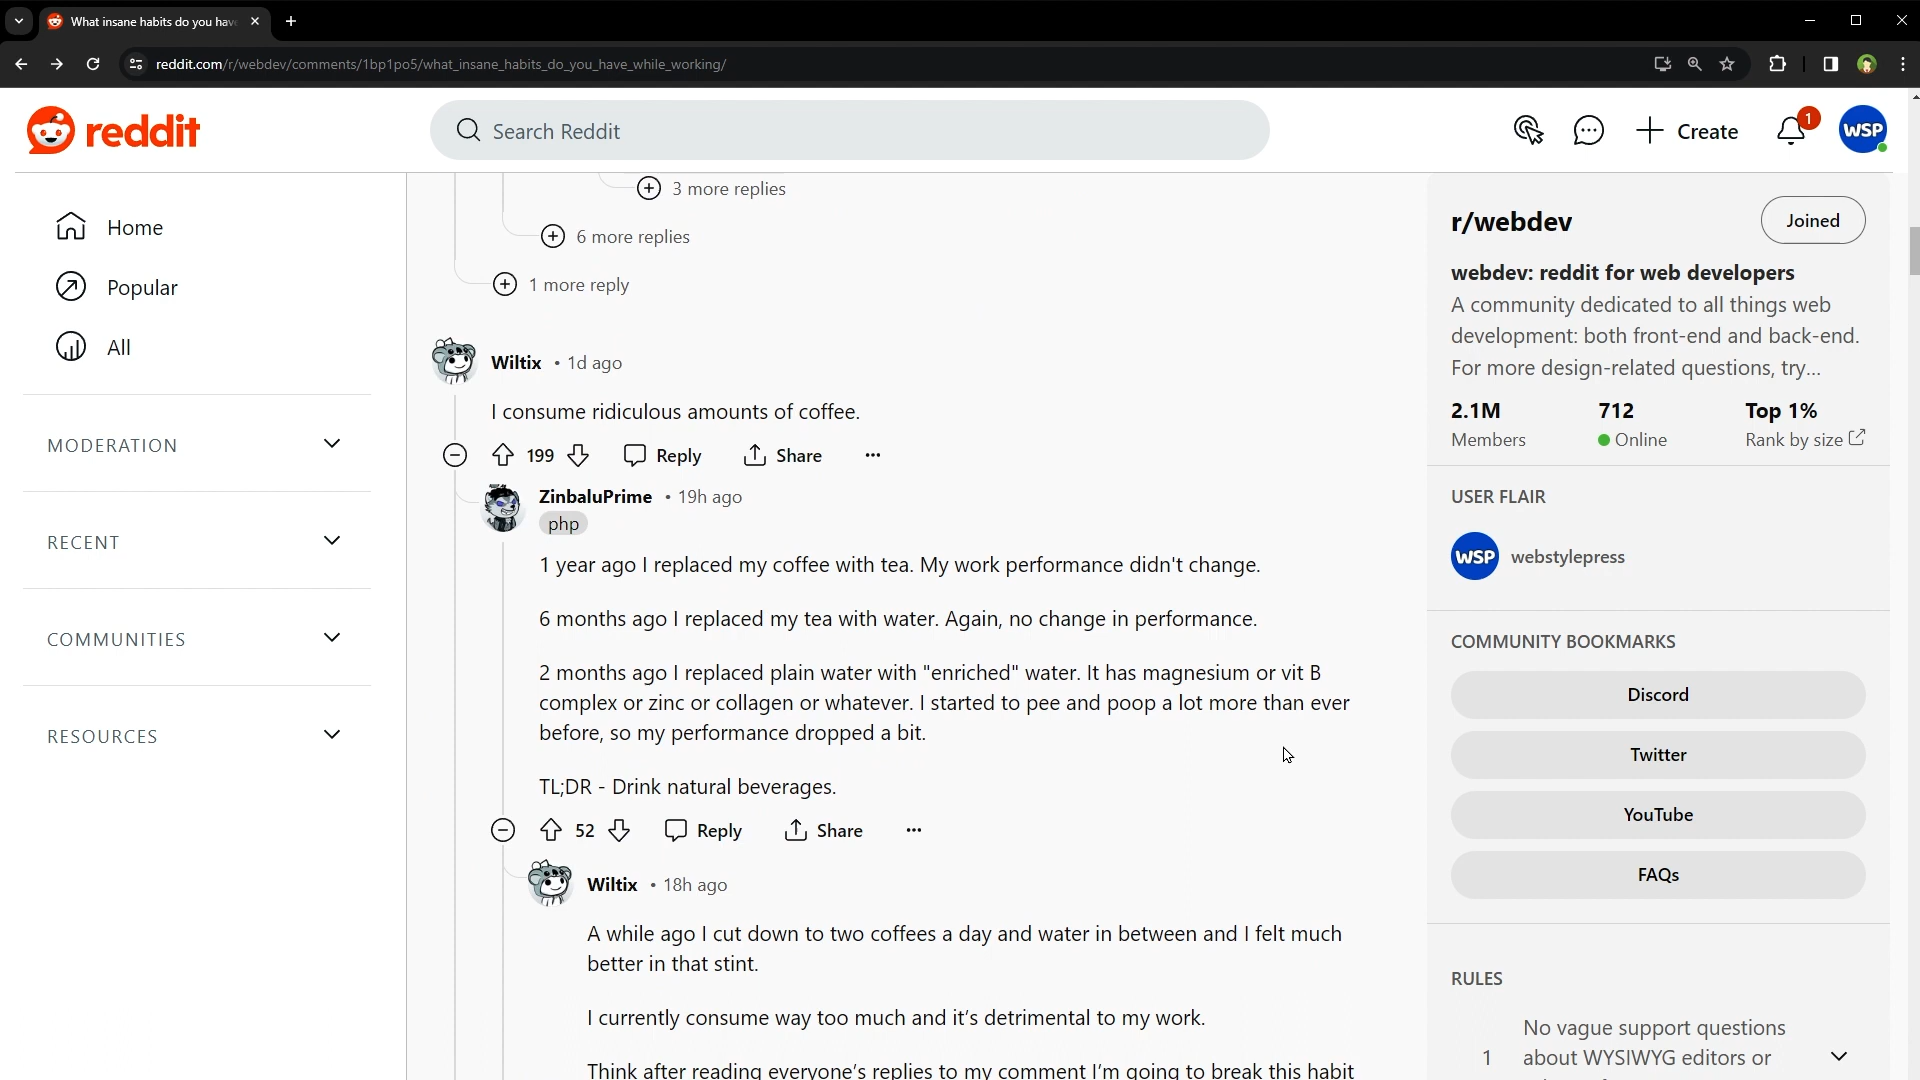 What insane habits do you hav
reddit.com/r/webdev/comments/1bp1po5/what_insane_habits_do_you_have_while_working/
reddit
Search Reddit
Create
1
WSP
Home
Popular
All
MODERATION
RECENT
COMMUNITIES
RESOURCES
3 more replies
6 more replies
1 more reply
Wiltix • 1d ago
I consume ridiculous amounts of coffee.
199 Reply Share
ZinbaluPrime • 19h ago
php
1 year ago I replaced my coffee with tea. My work performance didn't change.
6 months ago I replaced my tea with water. Again, no change in performance.
2 months ago I replaced plain water with "enriched" water. It has magnesium or vit B
complex or zinc or collagen or whatever. I started to pee and poop a lot more than ever
before, so my performance dropped a bit.
TL;DR - Drink natural beverages.
52 Reply Share
Wiltix • 18h ago
A while ago I cut down to two coffees a day and water in between and I felt much
better in that stint.
I currently consume way too much and it's detrimental to my work.
Think after reading everyone's replies to my comment I'm going to break this habit
r/webdev
Joined
webdev: reddit for web developers
A community dedicated to all things web
development: both front-end and back-end.
For more design-related questions, try...
2.1M 712 Top 1%
Members Online Rank by size
USER FLAIR
WSP webstylepress
COMMUNITY BOOKMARKS
Discord
Twitter
YouTube
FAQs
RULES
No vague support questions
1 about WYSIWYG editors or